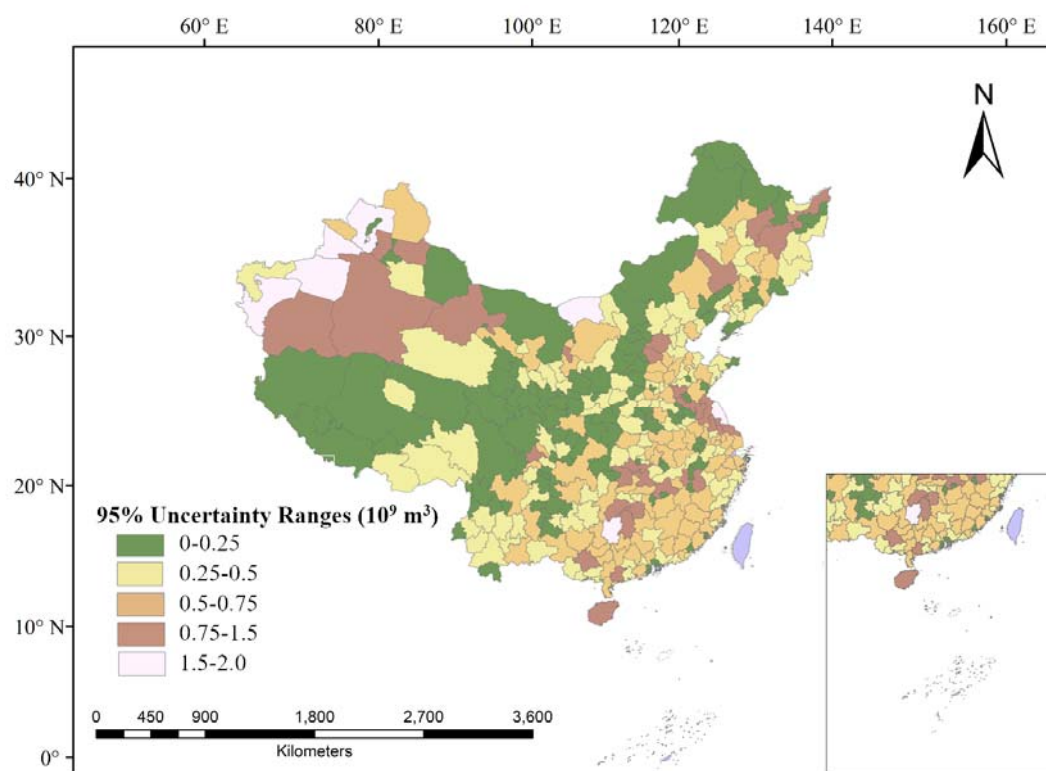 60° E 80° E 100° E 120° E 140° E 160° E
N
40° N
30° N
20° N
10° N
0°
95% Uncertainty Ranges (10⁹ m³)
0-0.25
0.25-0.5
0.5-0.75
0.75-1.5
1.5-2.0
0 450 900 1,800 2,700 3,600
Kilometers